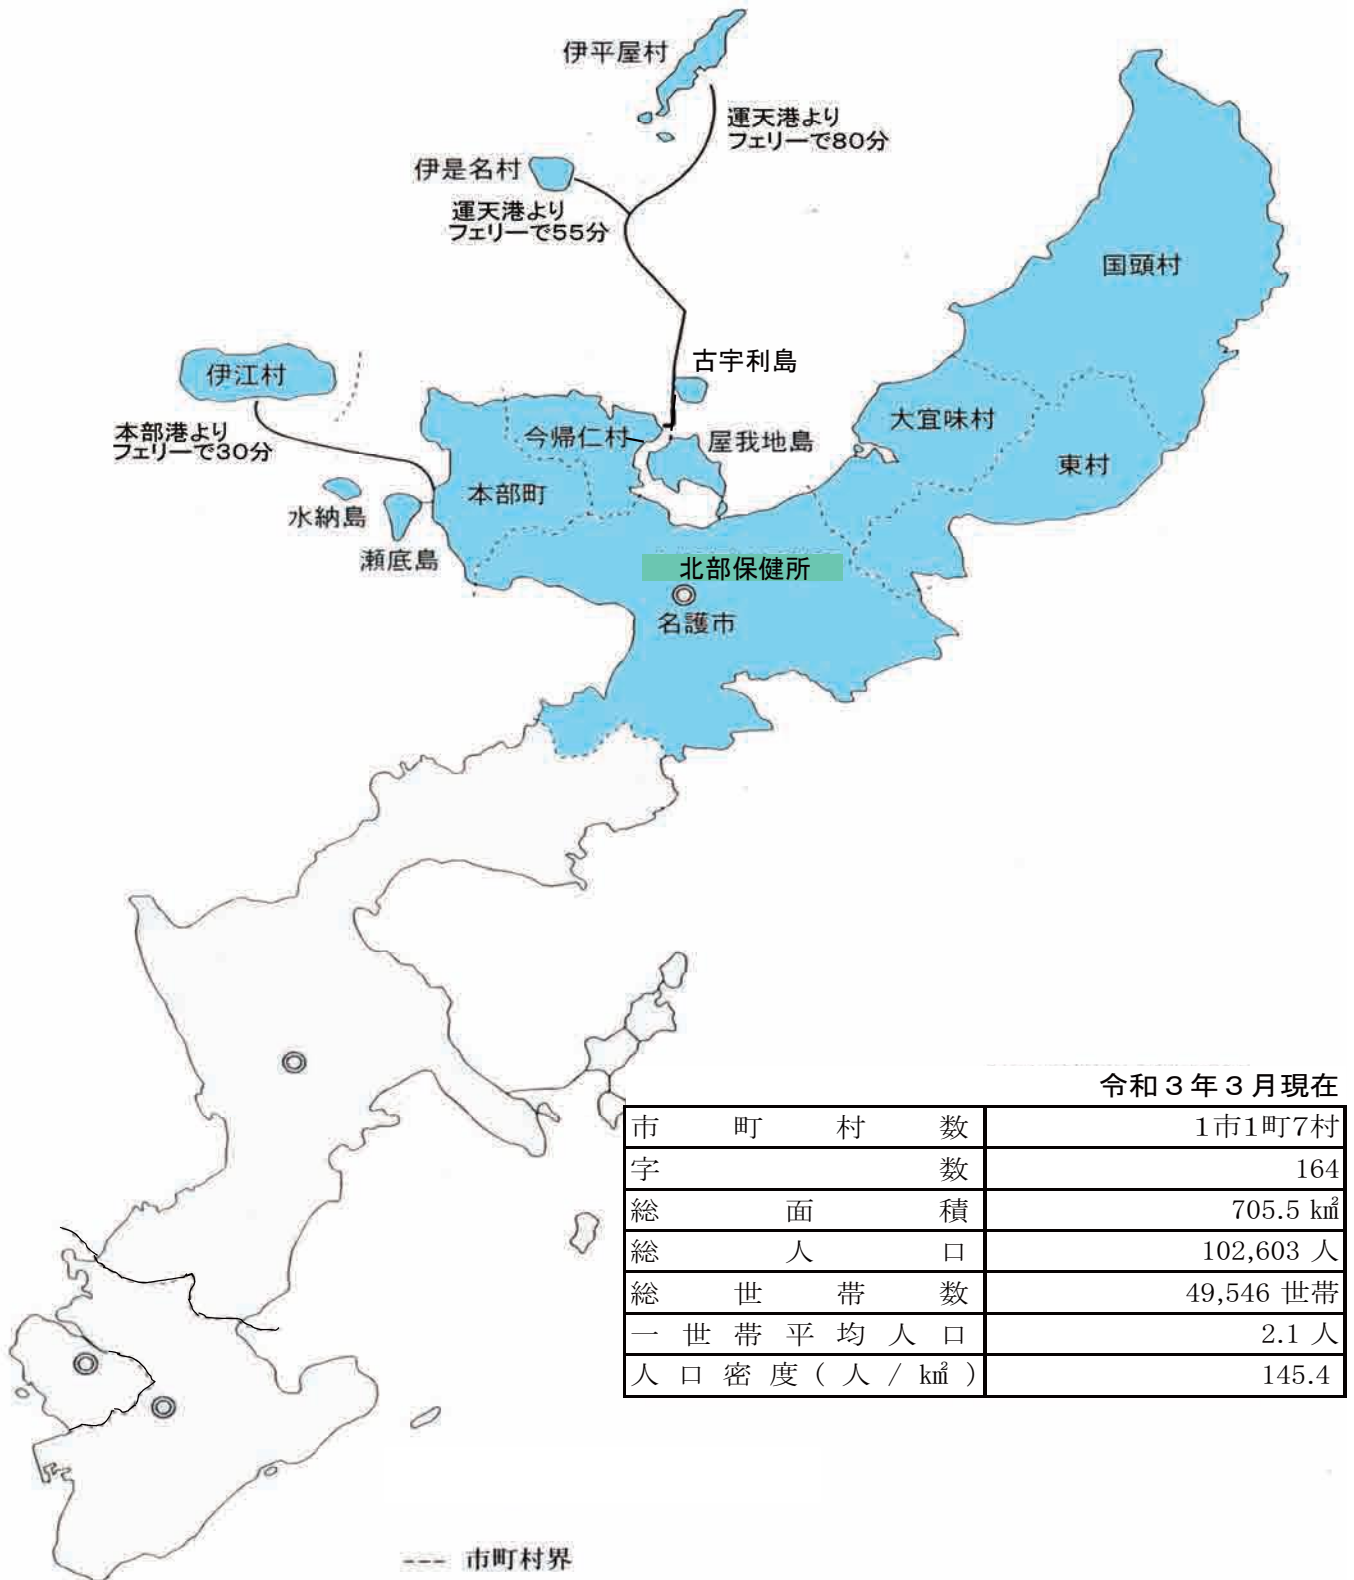 伊平屋村
運天港より
フェリーで80分
伊是名村
運天港より
フェリーで55分
国頭村
古宇利島
伊江村
大宜味村
本部港より
フェリーで30分
今帰仁村
屋我地島
東村
本部町
水納島
瀬底島
北部保健所
名護市
令和3年3月現在
市町村数 1市1町7村
字数 164
総面積 705.5 ㎢
総人口 102,603 人
総世帯数 49,546 世帯
一世帯平均人口 2.1 人
人口密度(人/㎢) 145.4
--- 市町村界